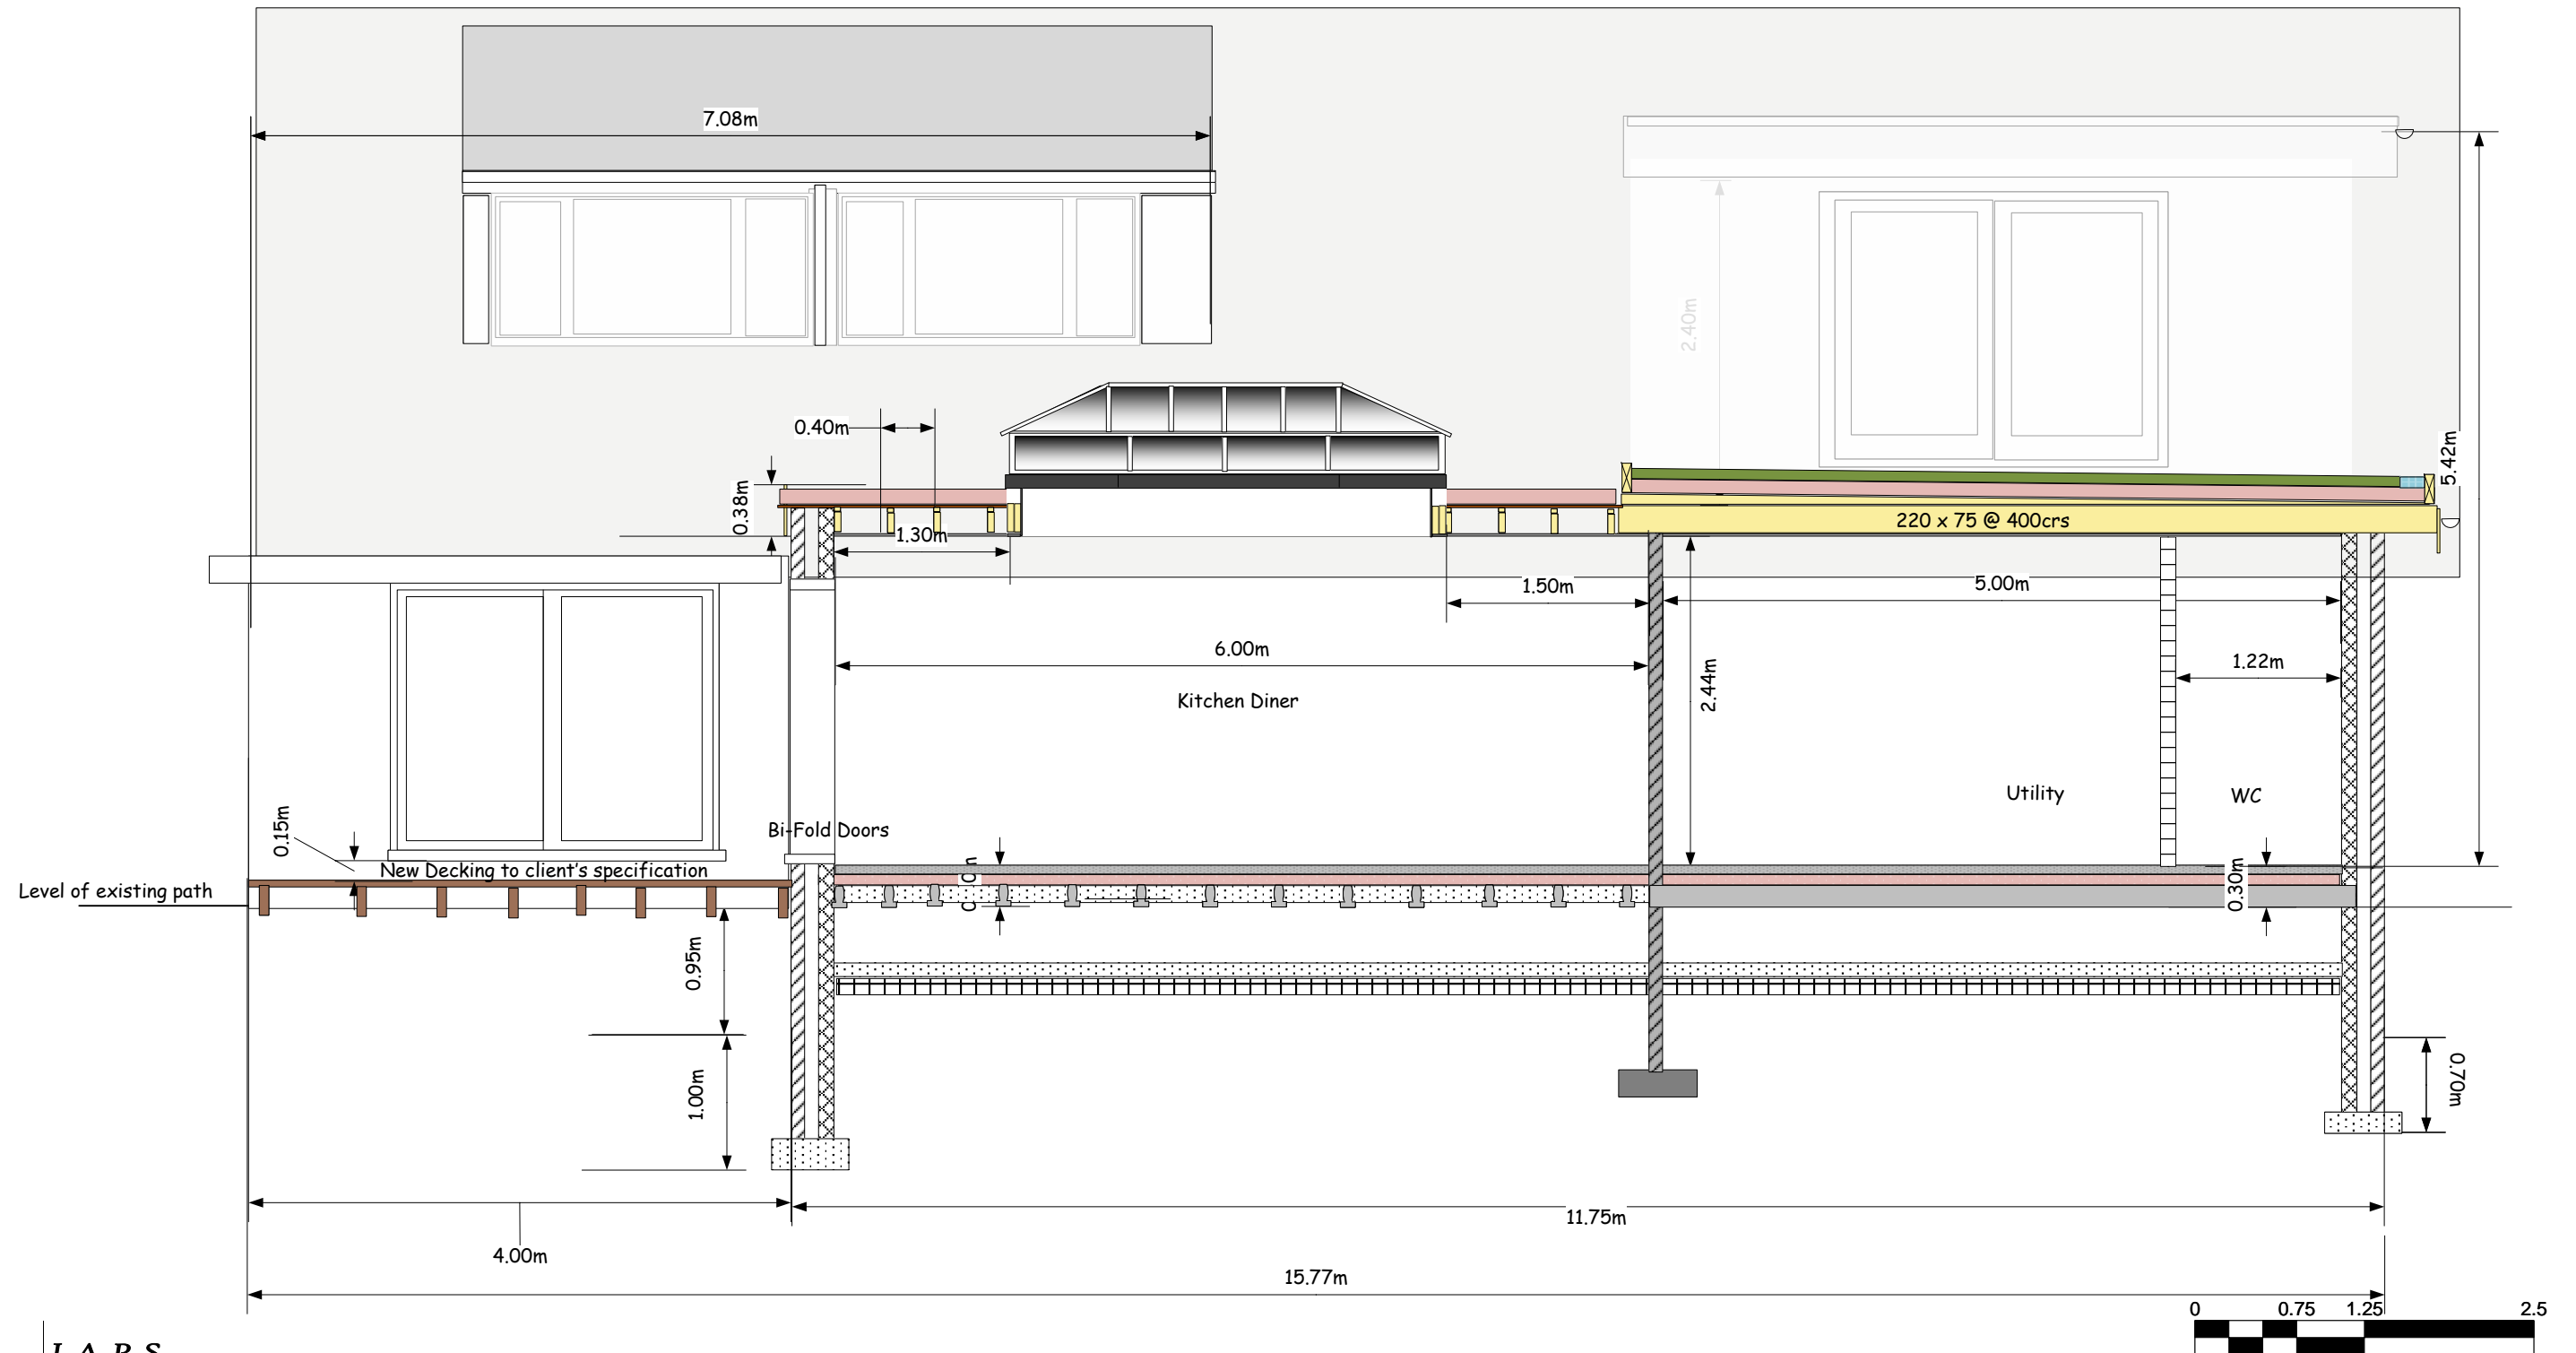 7.08m
2.40m
0.40m
0.38m
5.42m
220 x 75 @ 400crs
1.30m
1.50m
5.00m
6.00m
1.22m
2.44m
Kitchen Diner
Utility
WC
0.15m
Bi-Fold Doors
New Decking to client's specification
Level of existing path
0.30m
0.95m
1.00m
0.70m
11.75m
4.00m
15.77m
0 0.75 1.25 2.5